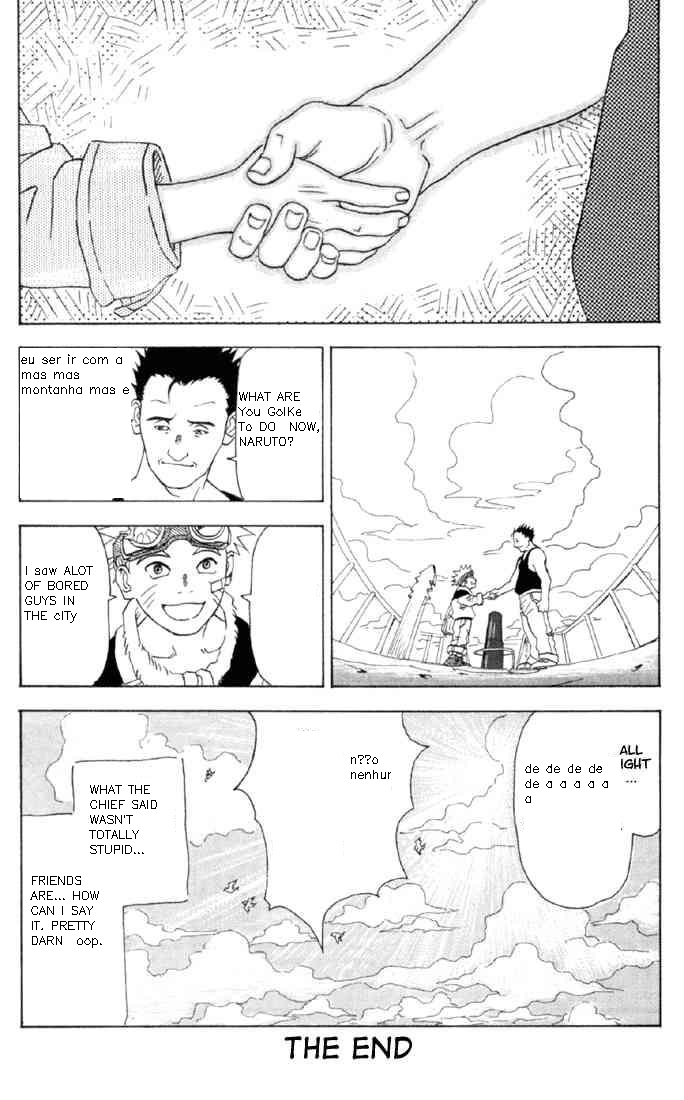 WHAT ARE
You GoIKe
To DO NOW,
NARUTO?
eu ser ir com a
mas mas
montanha mas e
I saw ALOT
OF BORED
GUYS IN
THE cITy
ALL
IGHT
...
de de de de
de a a a a a
a
n??o
nenhur
WHAT THE
CHIEF SAID
WASN'T
TOTALLY
STUPID...
FRIENDS
ARE... HOW
CAN I SAY
IT. PRETTY
DARN oop.
THE END